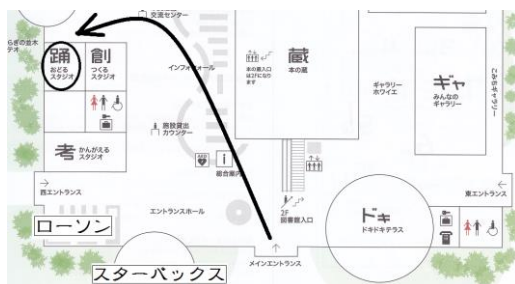 交流センター
らぎの並木
テオ
踊
おどる
スタジオ
創
つくる
スタジオ
インフォウォール
蔵
本の蔵
本の蔵入口
は2Fになり
ます
ギャラリー
ホワイエ
ギャ
みんなの
ギャラリー
こみちギャラリー
施設貸出
カウンター
考
かんがえる
スタジオ
AED
i
総合案内
西エントランス
東エントランス
ローソン
エントランスホール
2F
図書館入口
ドキ
ドキドキテラス
スターバックス
メインエントランス